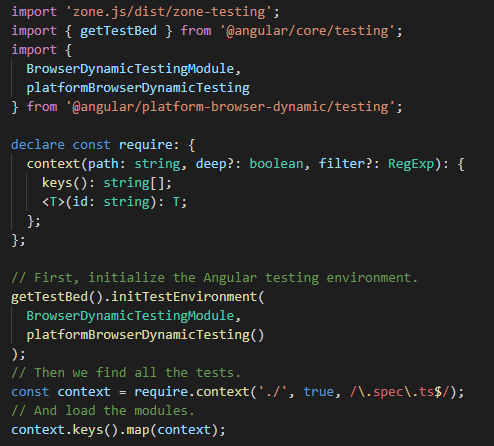 import 'zone.js/dist/zone-testing';
import { getTestBed } from '@angular/core/testing';
import {
  BrowserDynamicTestingModule,
  platformBrowserDynamicTesting
} from '@angular/platform-browser-dynamic/testing';

declare const require: {
  context(path: string, deep?: boolean, filter?: RegExp): {
    keys(): string[];
    <T>(id: string): T;
  };
};

// First, initialize the Angular testing environment.
getTestBed().initTestEnvironment(
  BrowserDynamicTestingModule,
  platformBrowserDynamicTesting()
);
// Then we find all the tests.
const context = require.context('./', true, /\.spec\.ts$/);
// And load the modules.
context.keys().map(context);